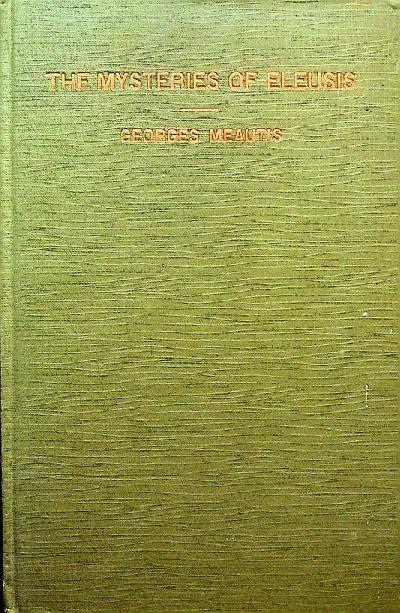 THE MYSTERIES OF ELEUSIS
GEORGES MEAUTIS